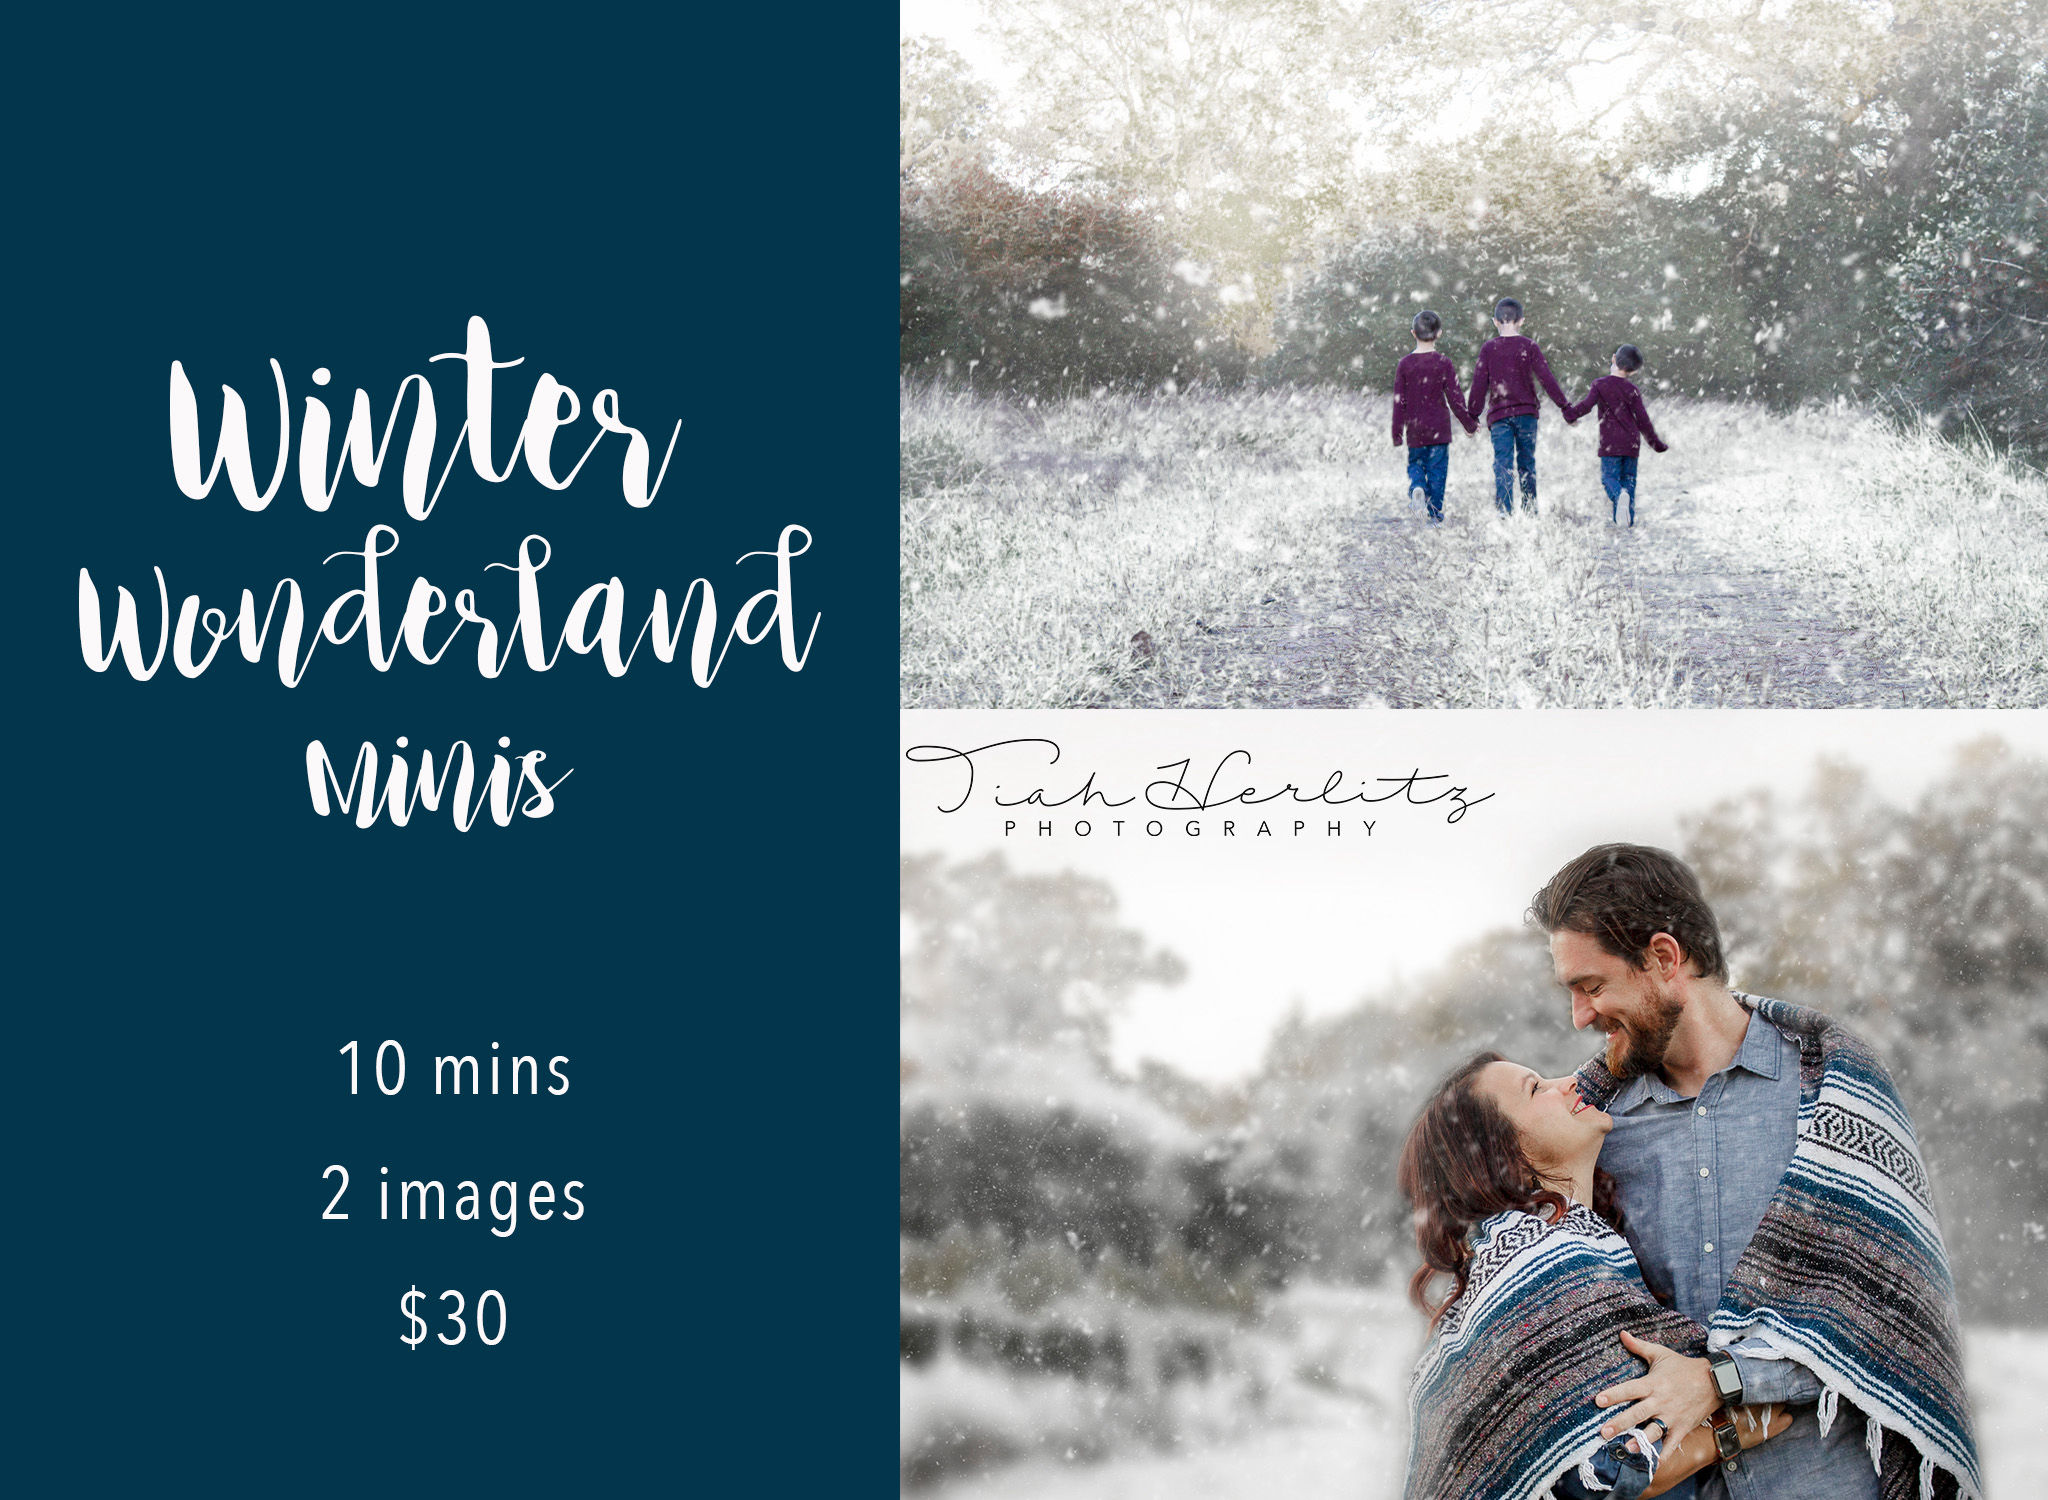 Winter
Wonderland
Minis
10 mins
2 images
$30
Tiah Herlitz
PHOTOGRAPHY